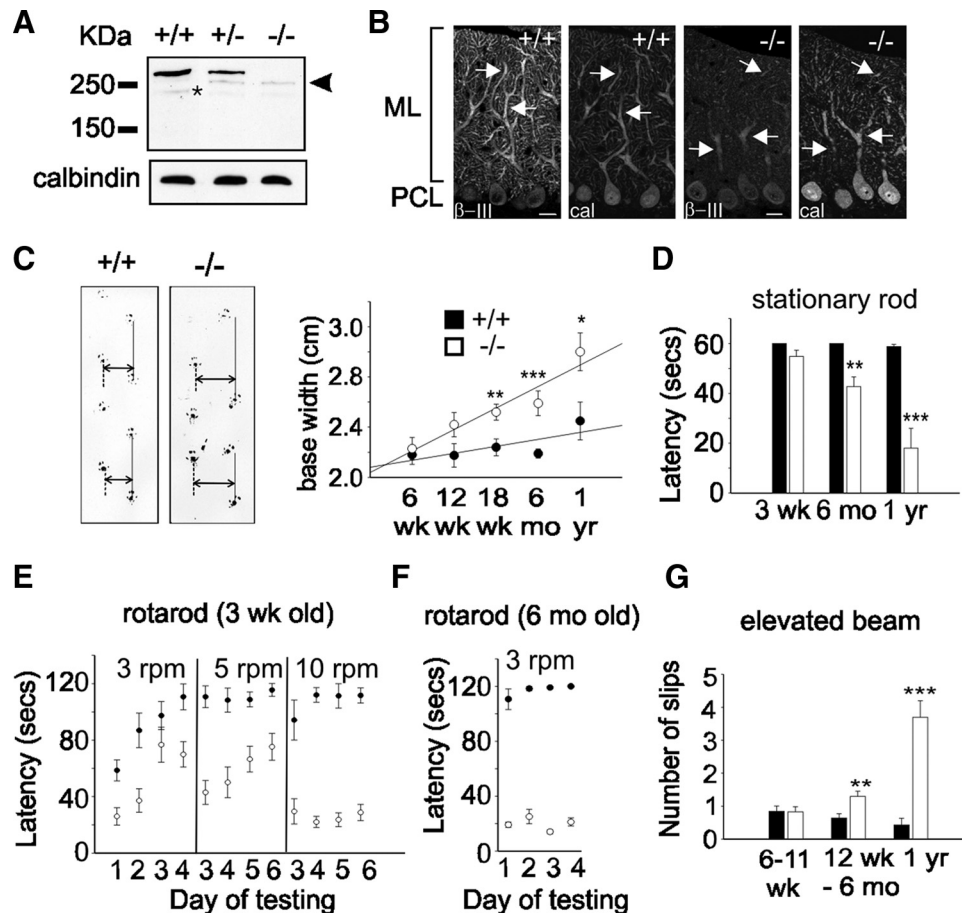 A
KDa +/+ +/- -/-
250
*
150
calbindin
B
+/+ +/+ -/- -/-
ML
PCL
β-III cal β-III cal
C
+/+ -/-
+/+
-/-
base width (cm)
3.0
2.6
2.4
2.0
** *** *
6 12 18 6 1
wk wk wk mo yr
D
stationary rod
Latency (secs)
60
40
20
0
** ***
3 wk 6 mo 1 yr
E
rotarod (3 wk old)
3 rpm 5 rpm 10 rpm
Latency (secs)
120
80
40
0
1 2 3 4 3 4 5 6 3 4 5 6
Day of testing
F
rotarod (6 mo old)
3 rpm
Latency (secs)
120
80
40
0
1 2 3 4
Day of testing
G
elevated beam
Number of slips
5
4
3
2
1
0
** ***
6-11 12 wk 1 yr
wk - 6 mo